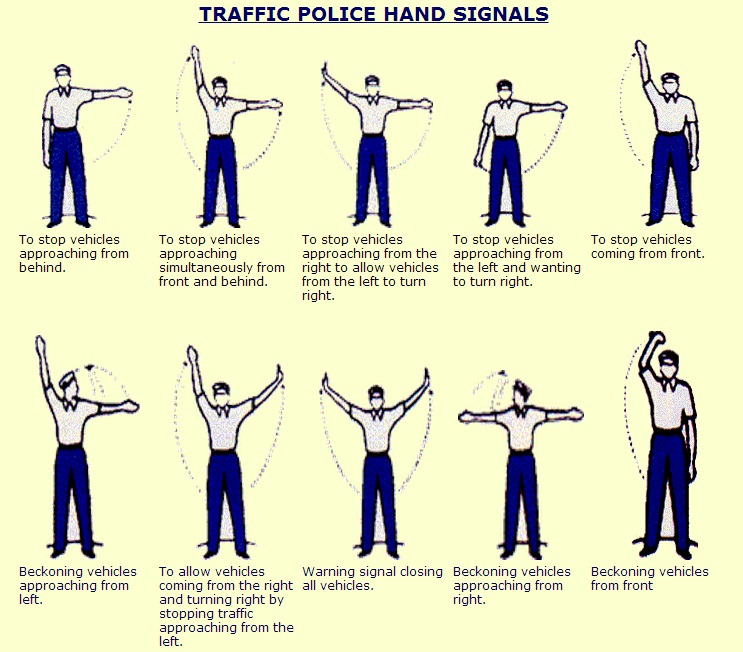 TRAFFIC POLICE HAND SIGNALS
To stop vehicles
approaching from
behind.
To stop vehicles
approaching
simultaneously from
front and behind.
To stop vehicles
approaching from the
right to allow vehicles
from the left to turn
right.
To stop vehicles
approaching from
the left and wanting
to turn right.
To stop vehicles
coming from front.
Beckoning vehicles
approaching from
left.
To allow vehicles
coming from the right
and turning right by
stopping traffic
approaching from the
left.
Warning signal closing
all vehicles.
Beckoning vehicles
approaching from
right.
Beckoning vehicles
from front